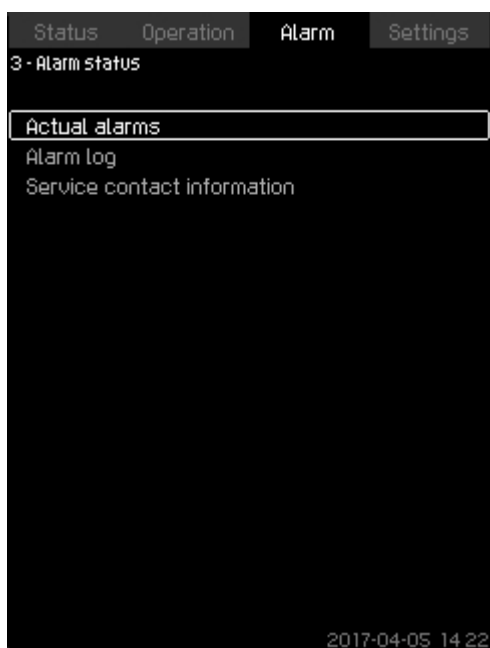 Status Operation Alarm Settings
3 - Alarm status
Actual alarms
Alarm log
Service contact information
2017-04-05 14:22